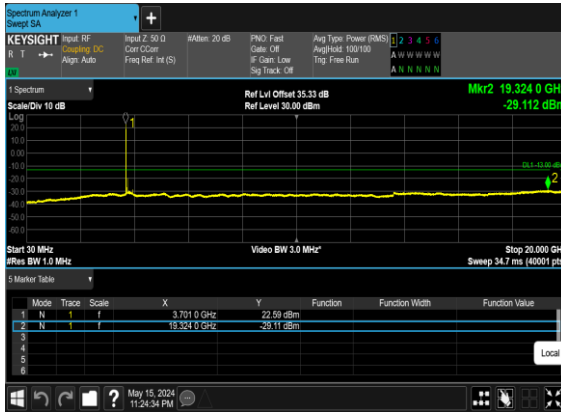 Spectrum Analyzer 1
Swept SA
KEYSIGHT Input: RF Input Z: 50 Ω #Atten: 20 dB PNO: Fast Avg Type: Power (RMS) 1 2 3 4 5 6
R T Coupling: DC Corr CCorr Gate: Off Avg|Hold: 100/100 A W W W W W
Align: Auto Freq Ref: Int (S) IF Gain: Low Trig: Free Run
LXI Sig Track: Off A N N N N N
1 Spectrum Ref Lvl Offset 35.33 dB Mkr2 19.324 0 GHz
Scale/Div 10 dB Ref Level 30.00 dBm -29.112 dBm
Log
1
20.0
10.0
0.00
-10.0 DL1 -13.00 dBm
-20.0 2
-30.0
-40.0
-50.0
-60.0
Start 30 MHz Video BW 3.0 MHz* Stop 20.000 GHz
#Res BW 1.0 MHz Sweep 34.7 ms (40001 pts)
5 Marker Table
Mode Trace Scale X Y Function Function Width Function Value
1 N 1 f 3.701 0 GHz 22.59 dBm
2 N 1 f 19.324 0 GHz -29.11 dBm
3
4
5
6
Local
? May 15, 2024
11:24:34 PM